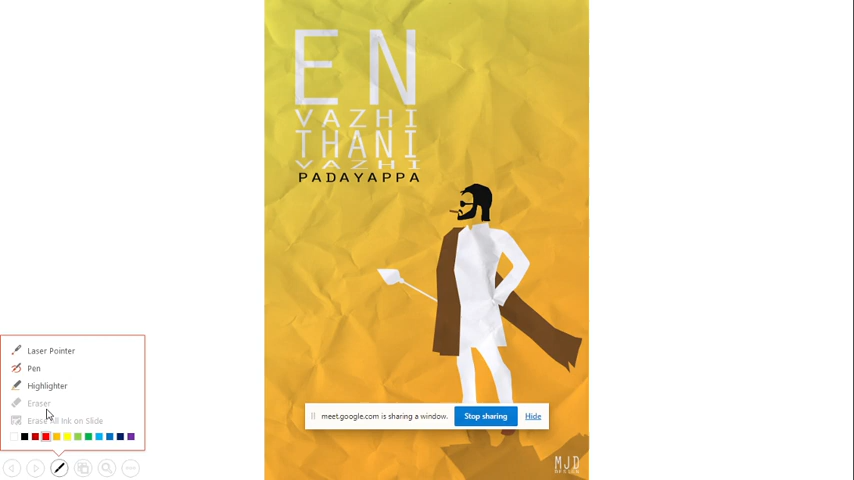 EN
VAZHI
THANI
VAZHI
PADAYAPPA
Laser Pointer
Pen
Highlighter
Eraser
Erase All Ink on Slide
meet.google.com is sharing a window.
Stop sharing
Hide
MJD
DESIGN